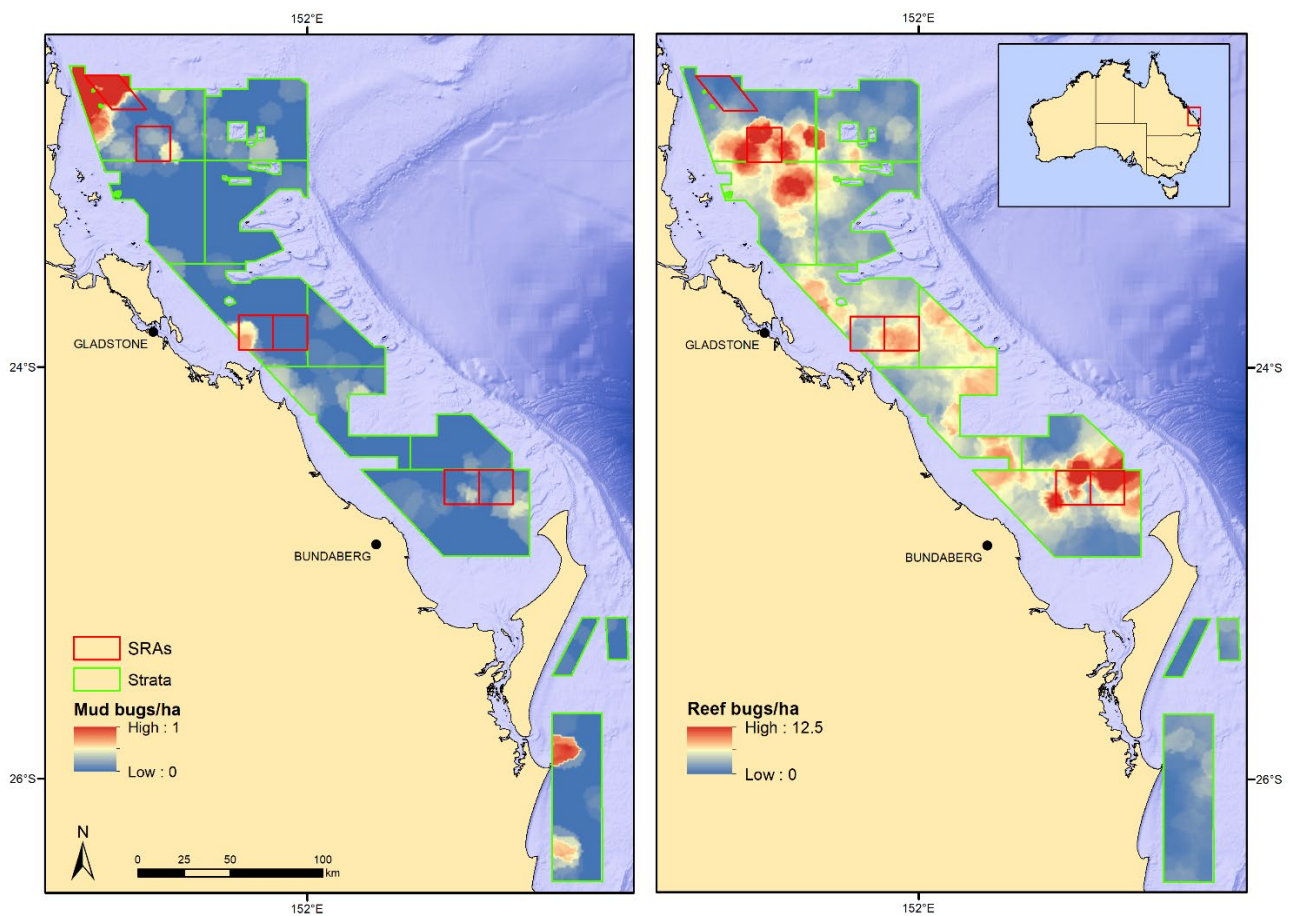 152°E
152°E
GLADSTONE
GLADSTONE
24°S
24°S
BUNDABERG
BUNDABERG
SRAs
Strata
Mud bugs/ha
High : 1
Low : 0
Reef bugs/ha
High : 12.5
Low : 0
26°S
26°S
N
0 25 50 100
km
152°E
152°E